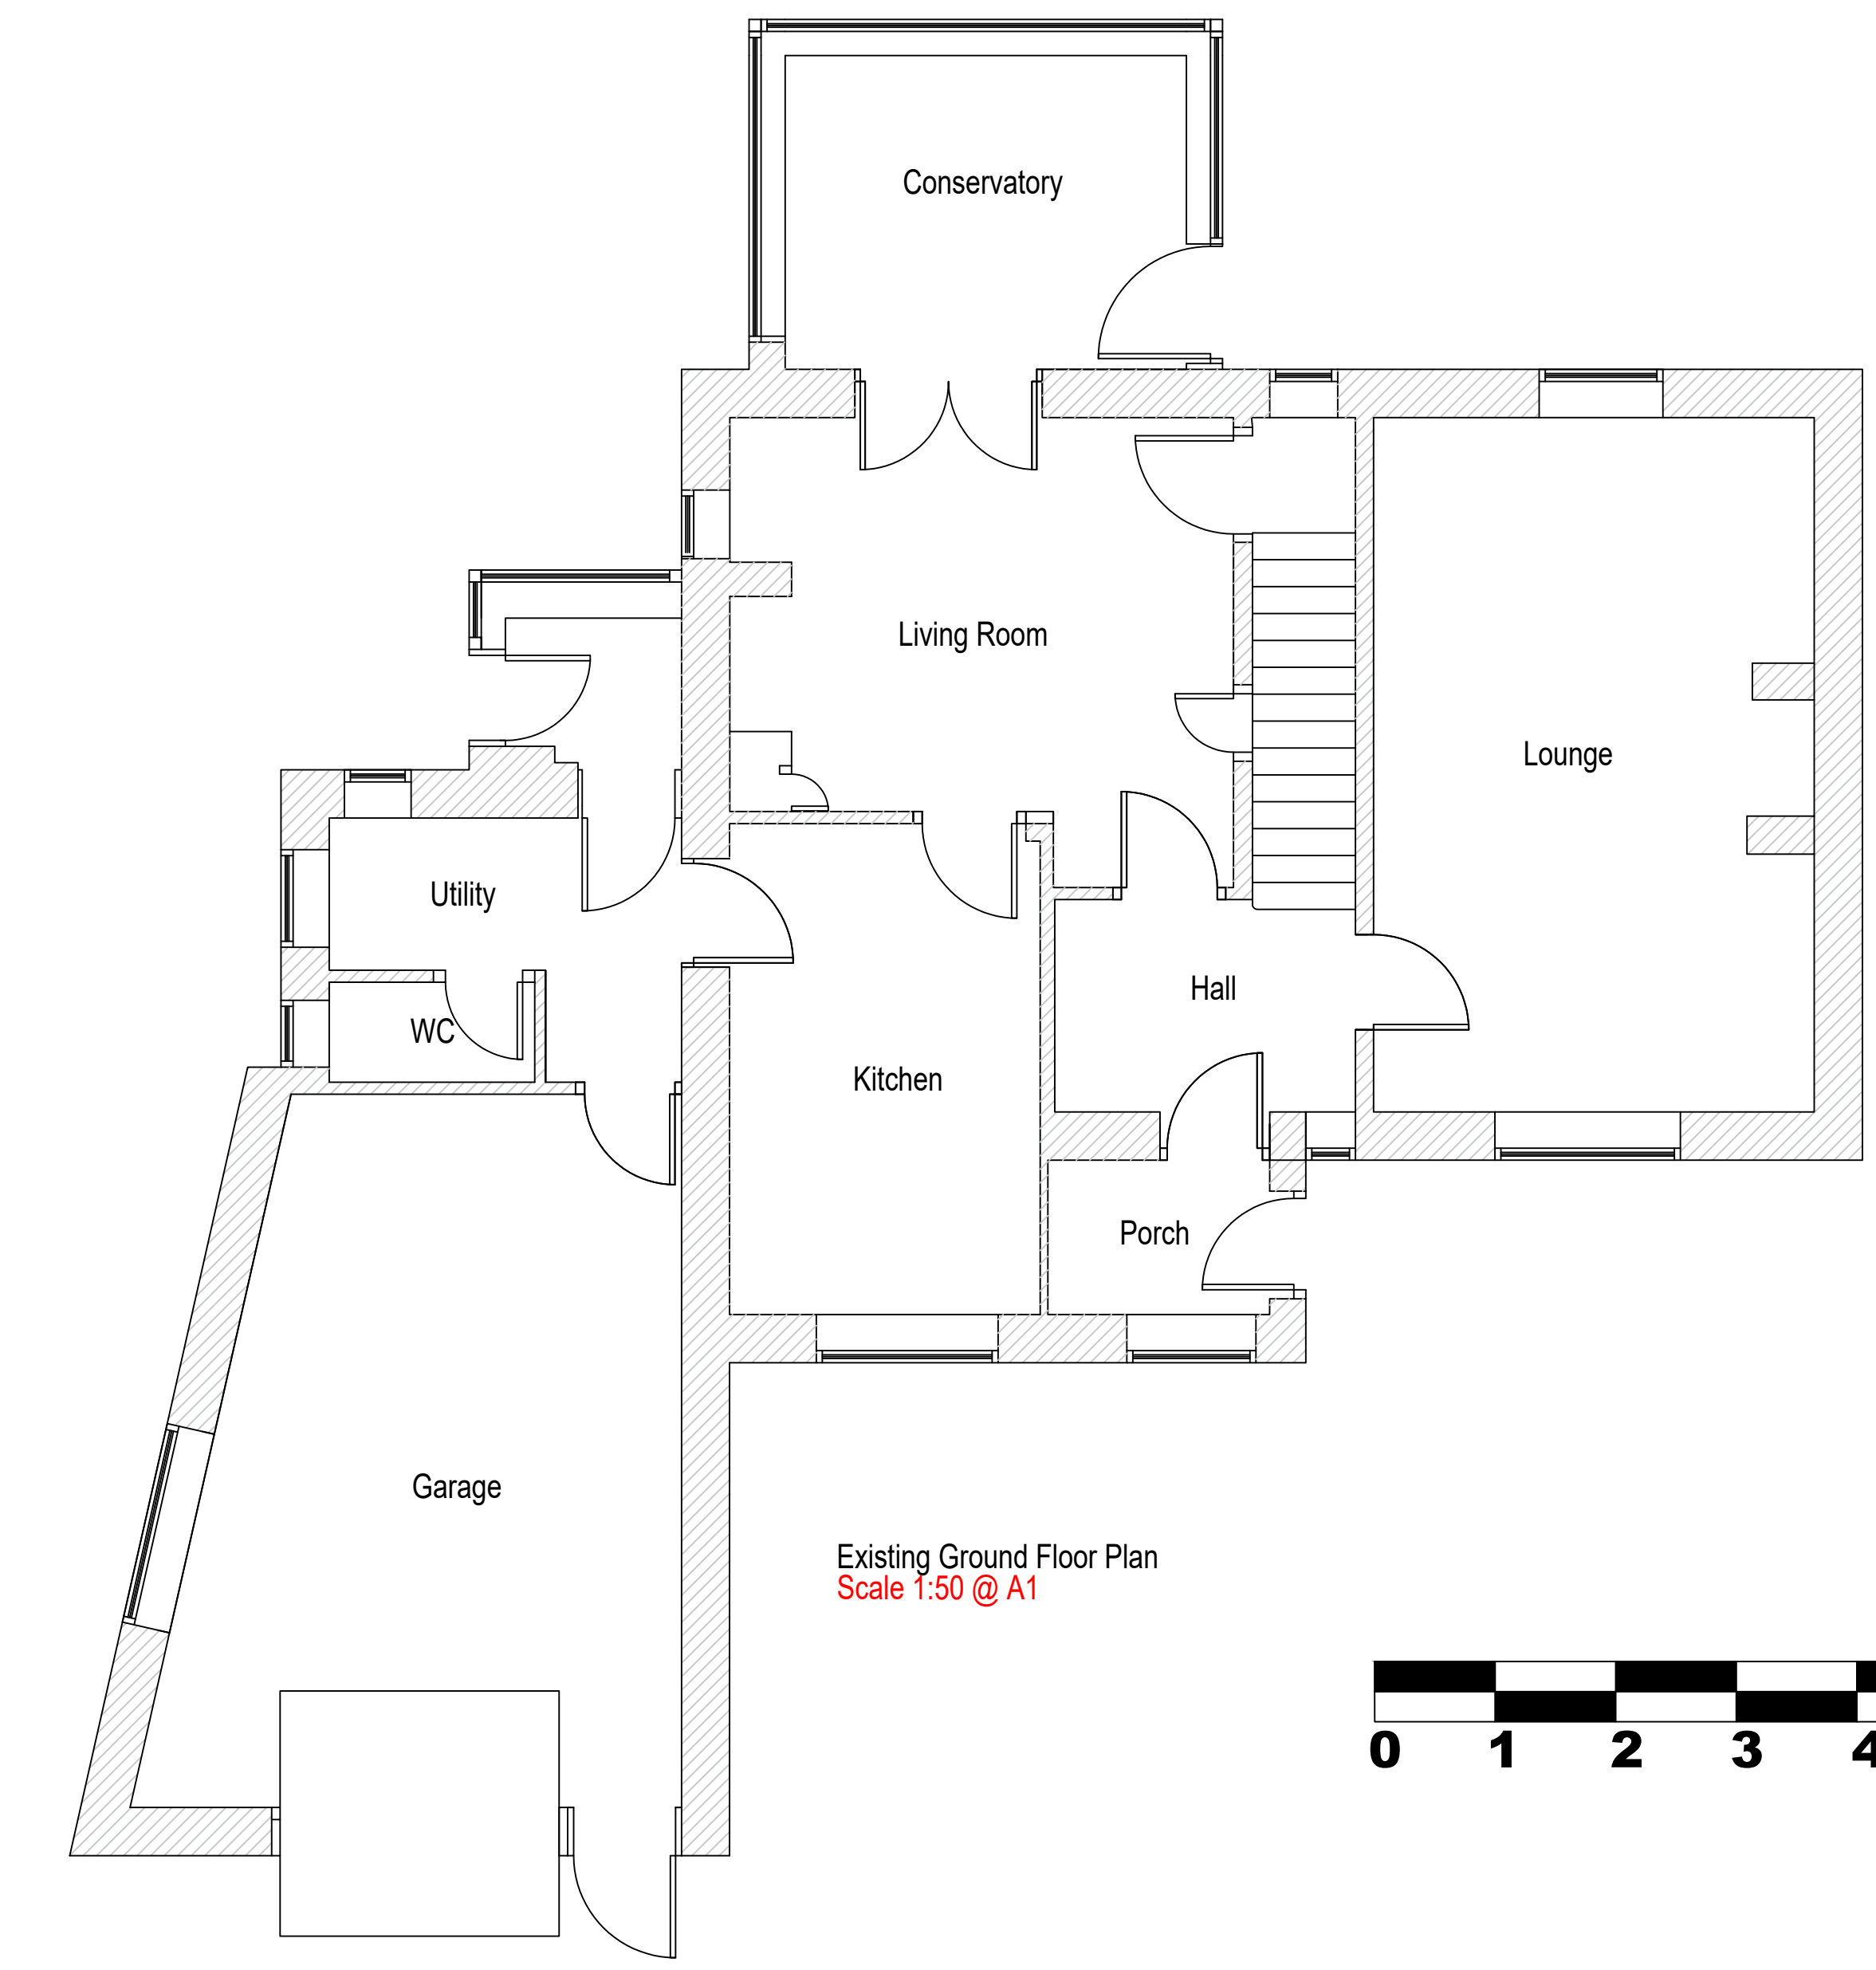 Conservatory
Living Room
Lounge
Utility
Hall
WC
Kitchen
Porch
Garage
Existing Ground Floor Plan
Scale 1:50 @ A1
0 1 2 3 4